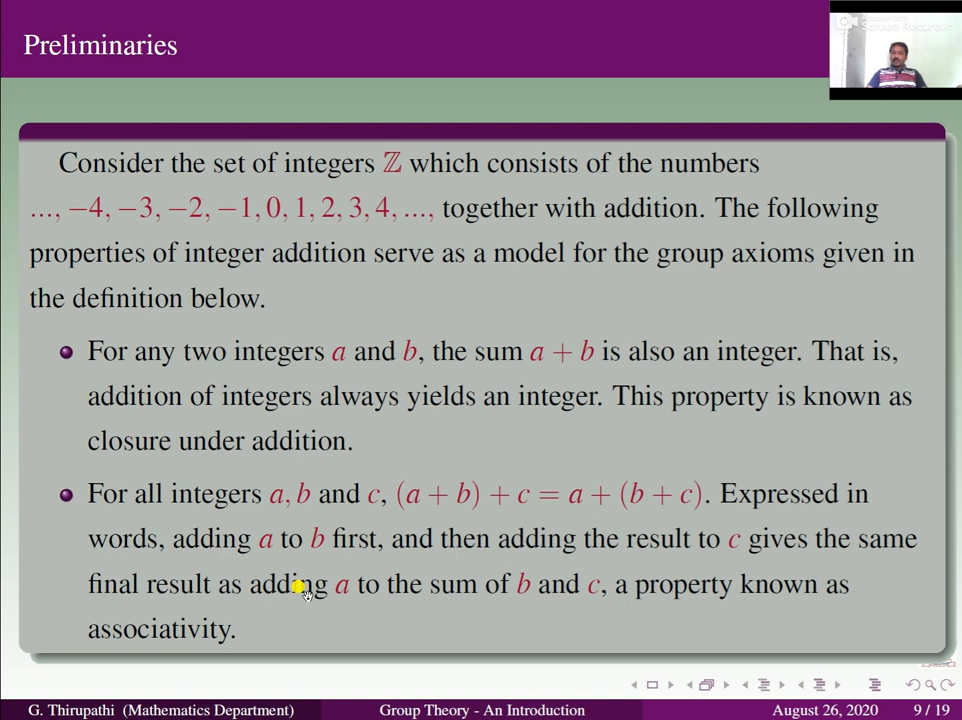 Preliminaries
Consider the set of integers ℤ which consists of the numbers
..., −4, −3, −2, −1, 0, 1, 2, 3, 4, ..., together with addition. The following
properties of integer addition serve as a model for the group axioms given in
the definition below.
For any two integers a and b, the sum a + b is also an integer. That is,
addition of integers always yields an integer. This property is known as
closure under addition.
For all integers a, b and c, (a + b) + c = a + (b + c). Expressed in
words, adding a to b first, and then adding the result to c gives the same
final result as adding a to the sum of b and c, a property known as
associativity.
G. Thirupathi (Mathematics Department) Group Theory - An Introduction August 26, 2020 9 / 19